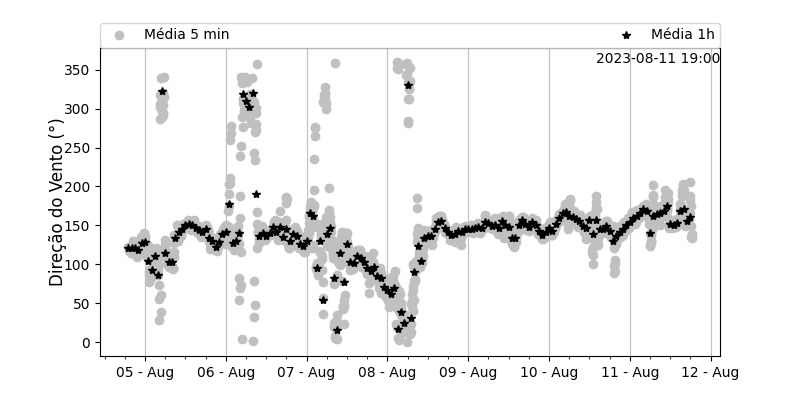 Média 5 min
Média 1h
2023-08-11 19:00
Direção do Vento (°)
350
300
250
200
150
100
50
0
05 - Aug
06 - Aug
07 - Aug
08 - Aug
09 - Aug
10 - Aug
11 - Aug
12 - Aug